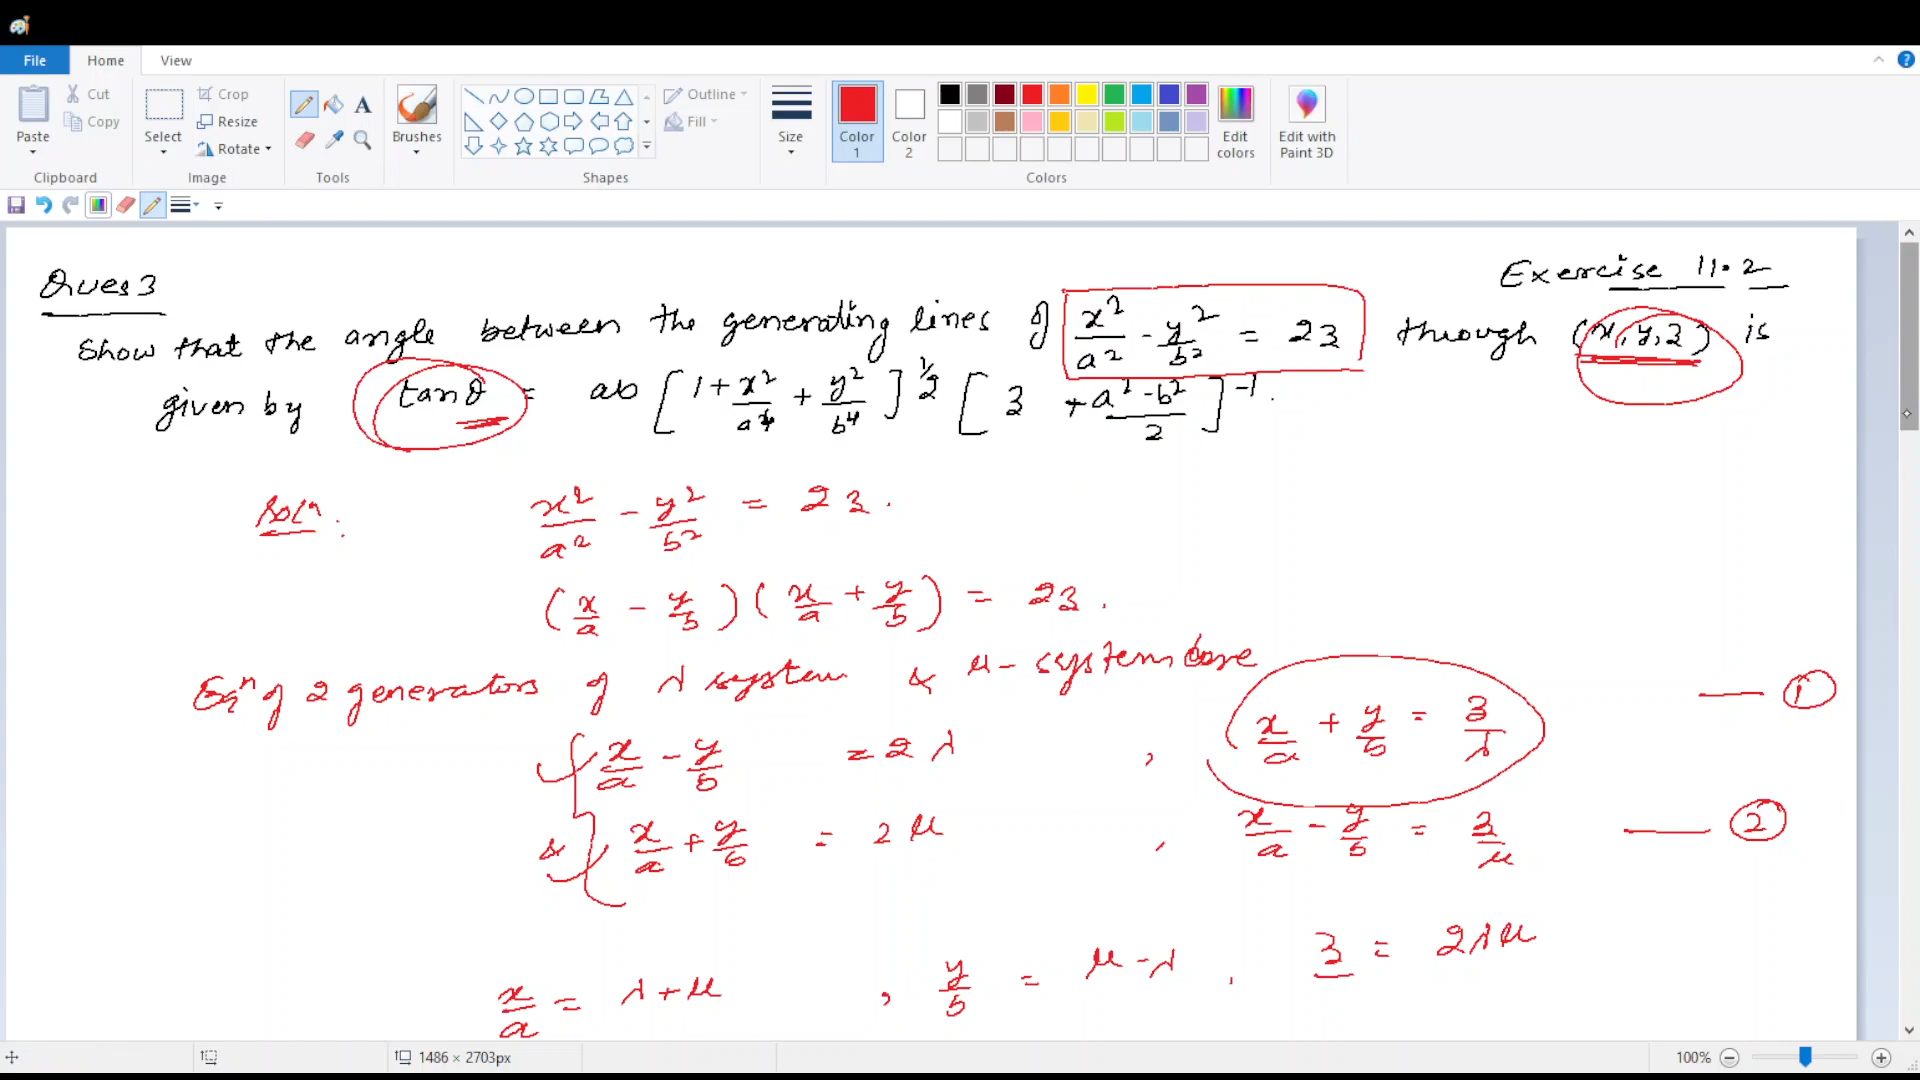 File Home View
Paste
Cut
Copy
Clipboard
Select
Crop
Resize
Rotate
Image
Tools
Brushes
Outline
Fill
Shapes
Size
Color 1
Color 2
Edit colors
Edit with Paint 3D
Colors
Ques 3
Exercise 11.2
Show that the angle between the generating lines of x²/a² - y²/b² = 2z through (x, y, z) is
given by tanθ = ab [1 + x²/a⁴ + y²/b⁴]^1/2 [z + (a² - b²)/2]^-1.
Solⁿ: x²/a² - y²/b² = 2z.
(x/a - y/b)(x/a + y/b) = 2z.
Eqⁿ of 2 generators of λ system & μ-system are
x/a - y/b = 2λ , x/a + y/b = z/λ — ①
& x/a + y/b = 2μ , x/a - y/b = z/μ — ②
x/a = λ + μ , y/b = μ - λ , z = 2λμ
1486 × 2703px
100%